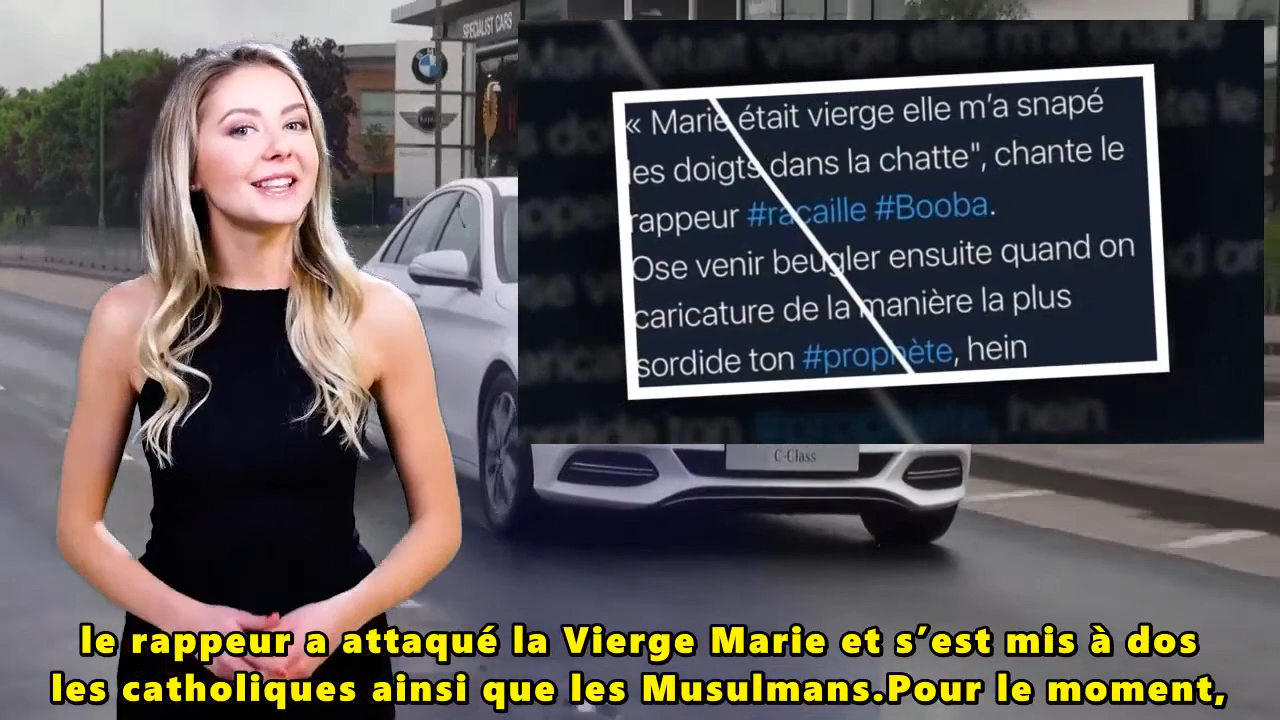 SPECIALIST CARS
« Marie était vierge elle m’a snapé
les doigts dans la chatte", chante le
rappeur #racaille #Booba.
Ose venir beugler ensuite quand on
caricature de la manière la plus
sordide ton #prophète, hein
C-Class
le rappeur a attaqué la Vierge Marie et s’est mis à dos
les catholiques ainsi que les Musulmans.Pour le moment,